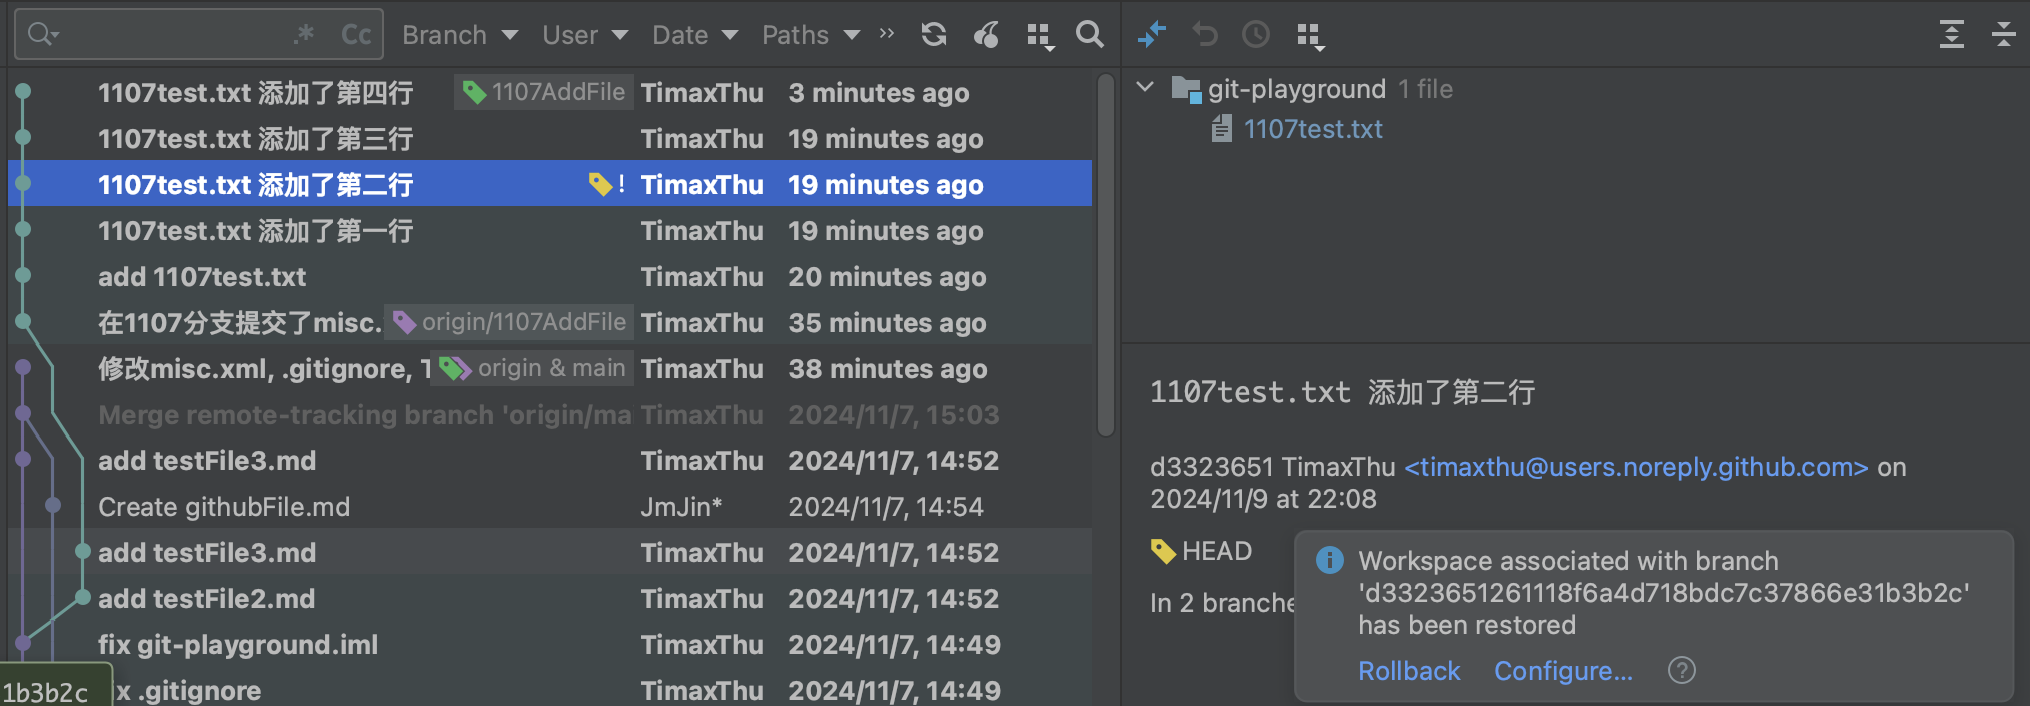 .* Cc Branch User Date Paths »
1107test.txt 添加了第四行 1107AddFile TimaxThu 3 minutes ago
1107test.txt 添加了第三行 TimaxThu 19 minutes ago
1107test.txt 添加了第二行 ! TimaxThu 19 minutes ago
1107test.txt 添加了第一行 TimaxThu 19 minutes ago
add 1107test.txt TimaxThu 20 minutes ago
在1107分支提交了misc. origin/1107AddFile TimaxThu 35 minutes ago
修改misc.xml, .gitignore, T origin & main TimaxThu 38 minutes ago
Merge remote-tracking branch 'origin/ma TimaxThu 2024/11/7, 15:03
add testFile3.md TimaxThu 2024/11/7, 14:52
Create githubFile.md JmJin* 2024/11/7, 14:54
add testFile3.md TimaxThu 2024/11/7, 14:52
add testFile2.md TimaxThu 2024/11/7, 14:52
fix git-playground.iml TimaxThu 2024/11/7, 14:49
ix .gitignore TimaxThu 2024/11/7, 14:49
1b3b2c
git-playground 1 file
1107test.txt
1107test.txt 添加了第二行
d3323651 TimaxThu <timaxthu@users.noreply.github.com> on
2024/11/9 at 22:08
HEAD
In 2 branche
Workspace associated with branch
'd3323651261118f6a4d718bdc7c37866e31b3b2c'
has been restored
Rollback Configure... ?